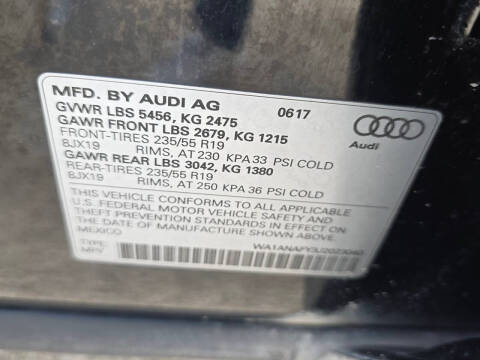 MFD. BY AUDI AG 0617
GVWR LBS 5456, KG 2475
GAWR FRONT LBS 2679, KG 1215
FRONT-TIRES 235/55 R19
8JX19 RIMS, AT 230 KPA 33 PSI COLD
GAWR REAR LBS 3042, KG 1380
REAR-TIRES 235/55 R19
8JX19 RIMS, AT 250 KPA 36 PSI COLD
THIS VEHICLE CONFORMS TO ALL APPLICABLE
U.S. FEDERAL MOTOR VEHICLE SAFETY AND
THEFT PREVENTION STANDARDS IN EFFECT ON
THE DATE OF MANUFACTURE SHOWN ABOVE.
MEXICO
TYPE:
MPV
Audi